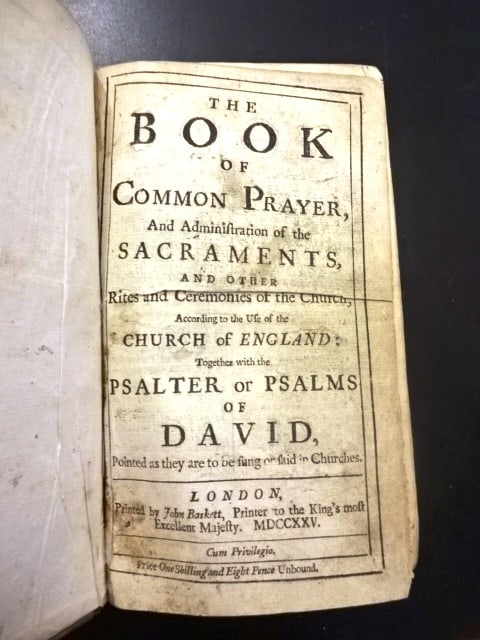 THE
BOOK
OF
COMMON PRAYER,
And Adminiſtration of the
SACRAMENTS,
AND OTHER
Rites and Ceremonies of the Church,
According to the Uſe of the
CHURCH of ENGLAND:
Together with the
PSALTER or PSALMS
OF
DAVID,
Pointed as they are to be ſung or ſaid in Churches.
LONDON,
Printed by John Baskett, Printer to the King's moſt
Excellent Majeſty. MDCCXXV.
Cum Privilegio.
Price One Shilling and Eight Pence Unbound.